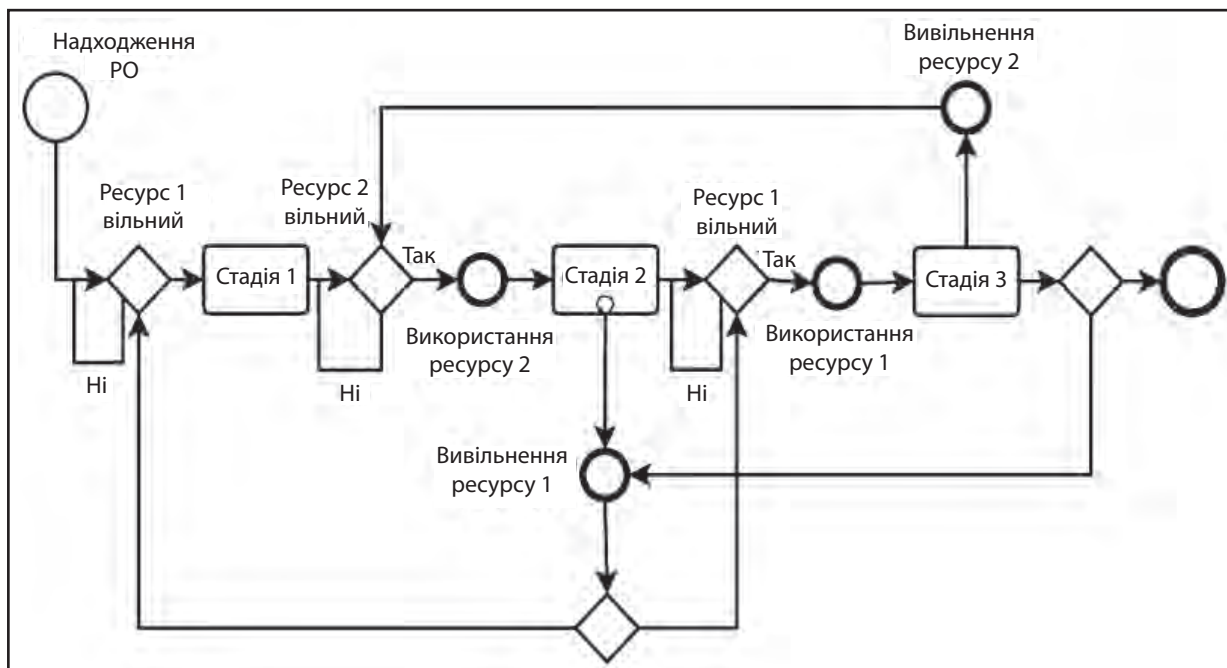 Надходження
РО
Вивільнення
ресурсу 2
Ресурс 1
вільний
Ресурс 2
вільний
Ресурс 1
вільний
Так
Так
Стадія 1
Стадія 2
Стадія 3
Ні
Ні
Використання
ресурсу 2
Ні
Використання
ресурсу 1
Вивільнення
ресурсу 1